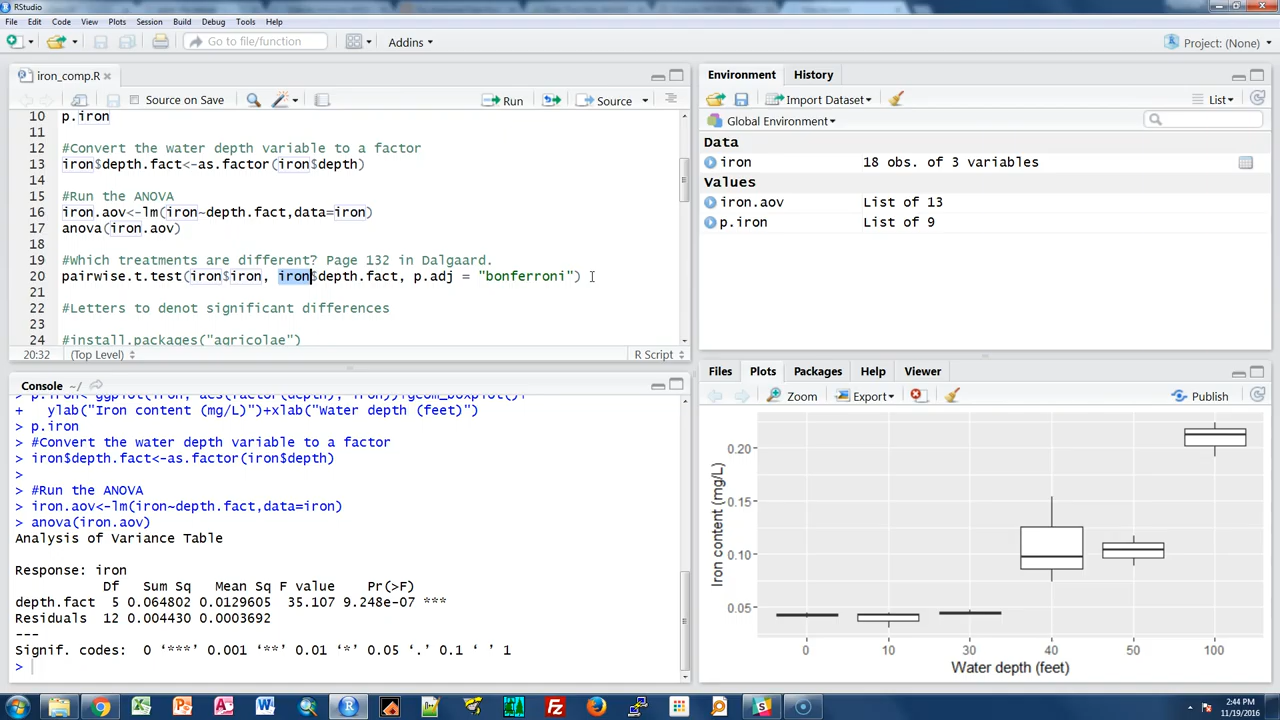 RStudio
File Edit Code View Plots Session Build Debug Tools Help
Go to file/function
Addins
Project: (None)
iron_comp.R
Source on Save
Run
Source
10 p.iron
11
12 #Convert the water depth variable to a factor
13 iron$depth.fact<-as.factor(iron$depth)
14
15 #Run the ANOVA
16 iron.aov<-lm(iron~depth.fact,data=iron)
17 anova(iron.aov)
18
19 #Which treatments are different? Page 132 in Dalgaard.
20 pairwise.t.test(iron$iron, iron$depth.fact, p.adj = "bonferroni")
21
22 #Letters to denot significant differences
23
24 #install.packages("agricolae")
20:32 (Top Level) R Script
Console ~/
> p.iron<-ggplot(iron, aes(factor(depth), iron))+geom_boxplot()+
+ ylab("Iron content (mg/L)")+xlab("Water depth (feet)")
> p.iron
> #Convert the water depth variable to a factor
> iron$depth.fact<-as.factor(iron$depth)
>
> #Run the ANOVA
> iron.aov<-lm(iron~depth.fact,data=iron)
> anova(iron.aov)
Analysis of Variance Table
Response: iron
Df Sum Sq Mean Sq F value Pr(>F)
depth.fact 5 0.064802 0.0129605 35.107 9.248e-07 ***
Residuals 12 0.004430 0.0003692
---
Signif. codes: 0 ‘***’ 0.001 ‘**’ 0.01 ‘*’ 0.05 ‘.’ 0.1 ‘ ’ 1
>
Environment History
Import Dataset
List
Global Environment
Data
iron 18 obs. of 3 variables
Values
iron.aov List of 13
p.iron List of 9
Files Plots Packages Help Viewer
Zoom Export Publish
Iron content (mg/L)
0.20
0.15
0.10
0.05
0 10 30 40 50 100
Water depth (feet)
2:44 PM
11/19/2016